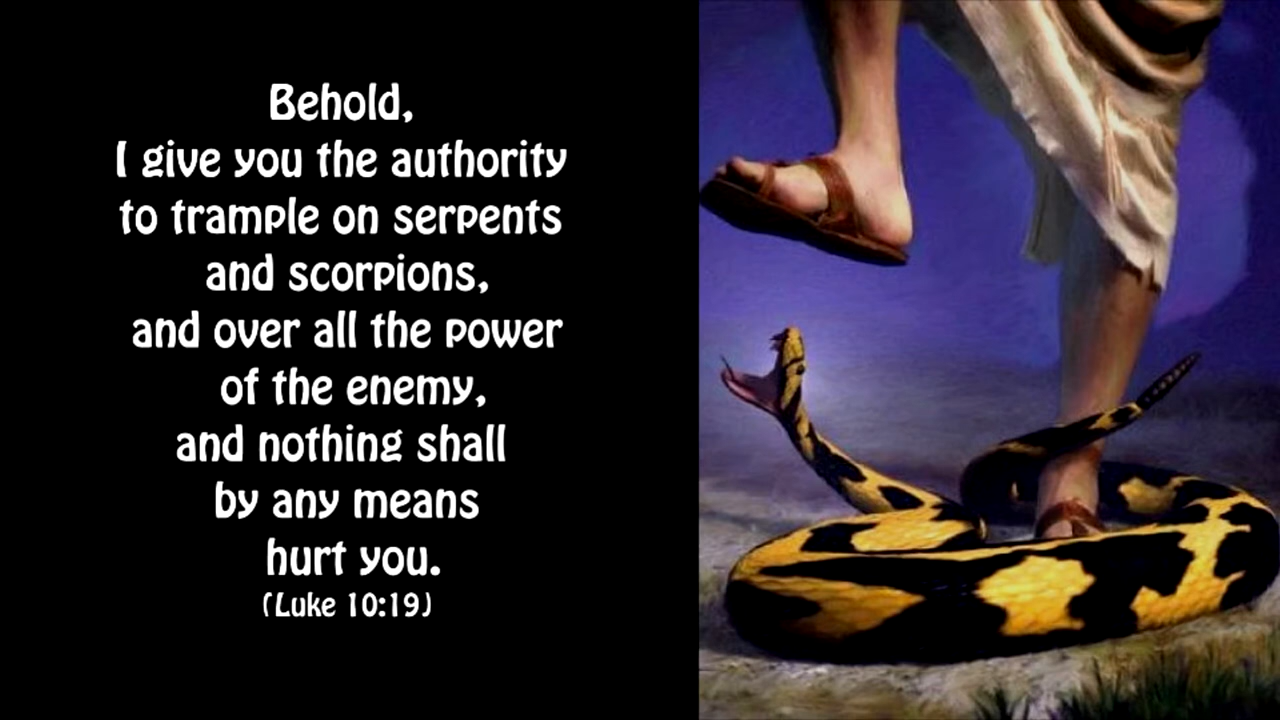 Behold,
I give you the authority
to trample on serpents
and scorpions,
and over all the power
of the enemy,
and nothing shall
by any means
hurt you.
(Luke 10:19)